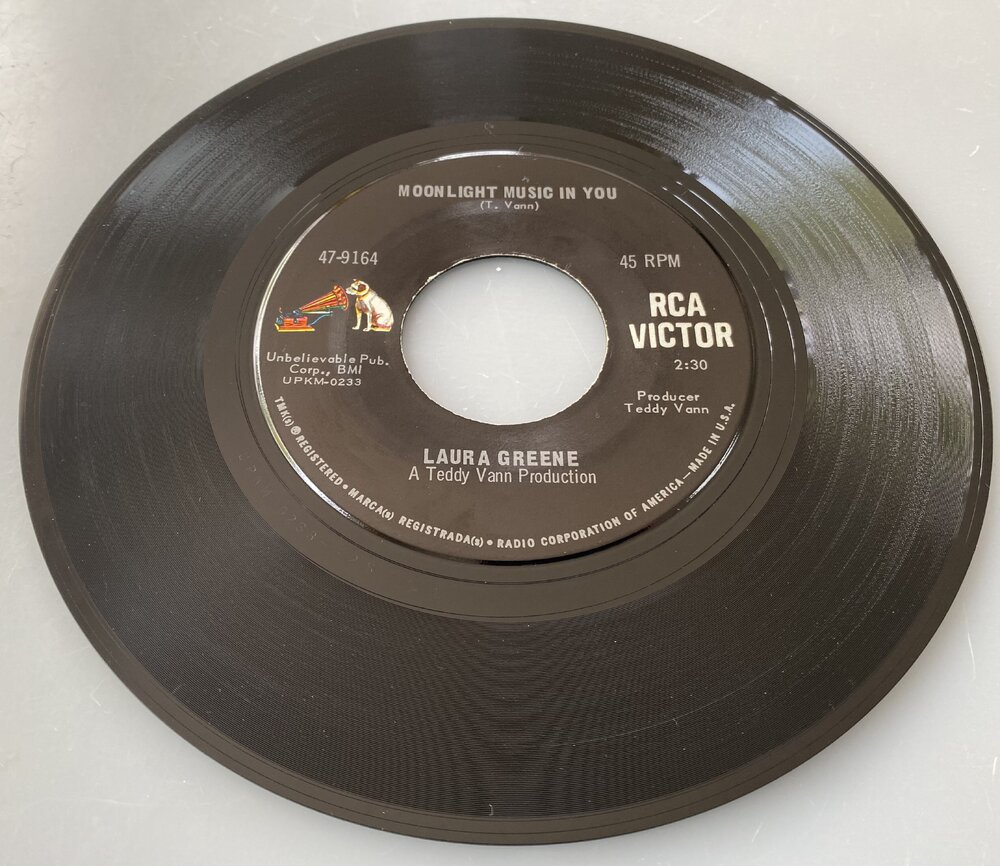 MOONLIGHT MUSIC IN YOU
(T. Vann)
47-9164
45 RPM
RCA
VICTOR
Unbelievable Pub.
Corp., BMI
UPKM-0233
2:30
Producer
Teddy Vann
LAURA GREENE
A Teddy Vann Production
TMK(s) ® REGISTERED • MARCA(s) REGISTRADA(s) • RADIO CORPORATION OF AMERICA—MADE IN U.S.A.